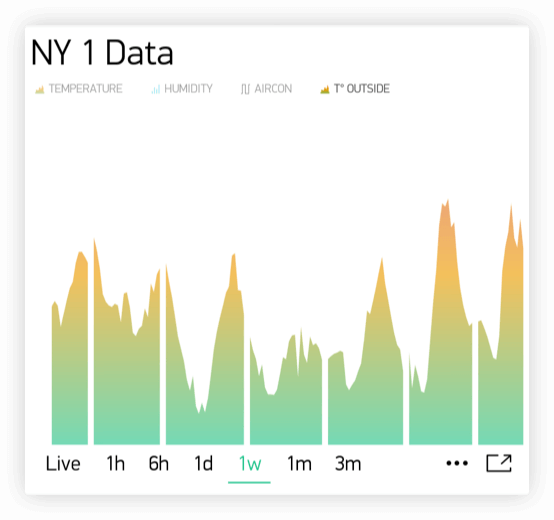 NY 1 Data
TEMPERATURE HUMIDITY AIRCON T° OUTSIDE
Live 1h 6h 1d 1w 1m 3m